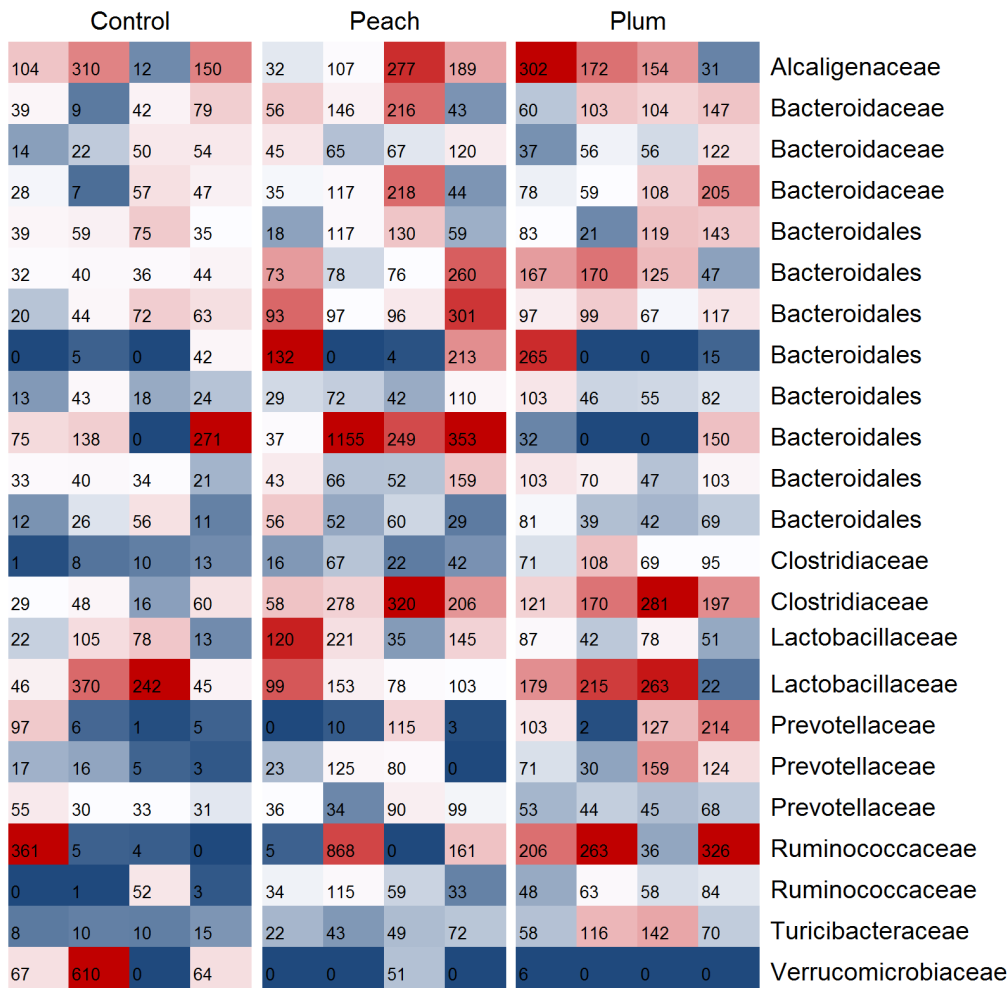 Control Peach Plum
104 310 12 150 32 107 277 189 302 172 154 31 Alcaligenaceae
39 9 42 79 56 146 216 43 60 103 104 147 Bacteroidaceae
14 22 50 54 45 65 67 120 37 56 56 122 Bacteroidaceae
28 7 57 47 35 117 218 44 78 59 108 205 Bacteroidaceae
39 59 75 35 18 117 130 59 83 21 119 143 Bacteroidales
32 40 36 44 73 78 76 260 167 170 125 47 Bacteroidales
20 44 72 63 93 97 96 301 97 99 67 117 Bacteroidales
0 5 0 42 132 0 4 213 265 0 0 15 Bacteroidales
13 43 18 24 29 72 42 110 103 46 55 82 Bacteroidales
75 138 0 271 37 1155 249 353 32 0 0 150 Bacteroidales
33 40 34 21 43 66 52 159 103 70 47 103 Bacteroidales
12 26 56 11 56 52 60 29 81 39 42 69 Bacteroidales
1 8 10 13 16 67 22 42 71 108 69 95 Clostridiaceae
29 48 16 60 58 278 320 206 121 170 281 197 Clostridiaceae
22 105 78 13 120 221 35 145 87 42 78 51 Lactobacillaceae
46 370 242 45 99 153 78 103 179 215 263 22 Lactobacillaceae
97 6 1 5 0 10 115 3 103 2 127 214 Prevotellaceae
17 16 5 3 23 125 80 0 71 30 159 124 Prevotellaceae
55 30 33 31 36 34 90 99 53 44 45 68 Prevotellaceae
361 5 4 0 5 868 0 161 206 263 36 326 Ruminococcaceae
0 1 52 3 34 115 59 33 48 63 58 84 Ruminococcaceae
8 10 10 15 22 43 49 72 58 116 142 70 Turicibacteraceae
67 610 0 64 0 0 51 0 6 0 0 0 Verrucomicrobiaceae